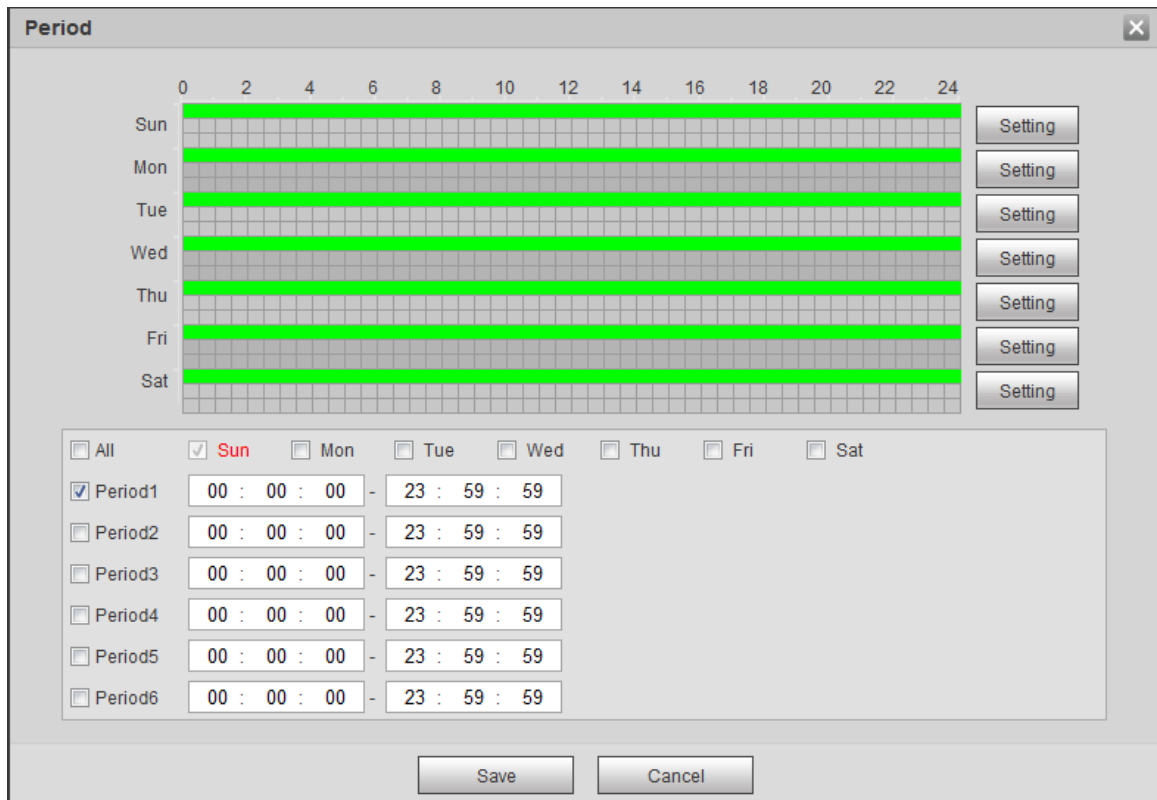 Period
0 2 4 6 8 10 12 14 16 18 20 22 24
Sun Setting
Mon Setting
Tue Setting
Wed Setting
Thu Setting
Fri Setting
Sat Setting
All Sun Mon Tue Wed Thu Fri Sat
Period1 00 : 00 : 00 - 23 : 59 : 59
Period2 00 : 00 : 00 - 23 : 59 : 59
Period3 00 : 00 : 00 - 23 : 59 : 59
Period4 00 : 00 : 00 - 23 : 59 : 59
Period5 00 : 00 : 00 - 23 : 59 : 59
Period6 00 : 00 : 00 - 23 : 59 : 59
Save Cancel